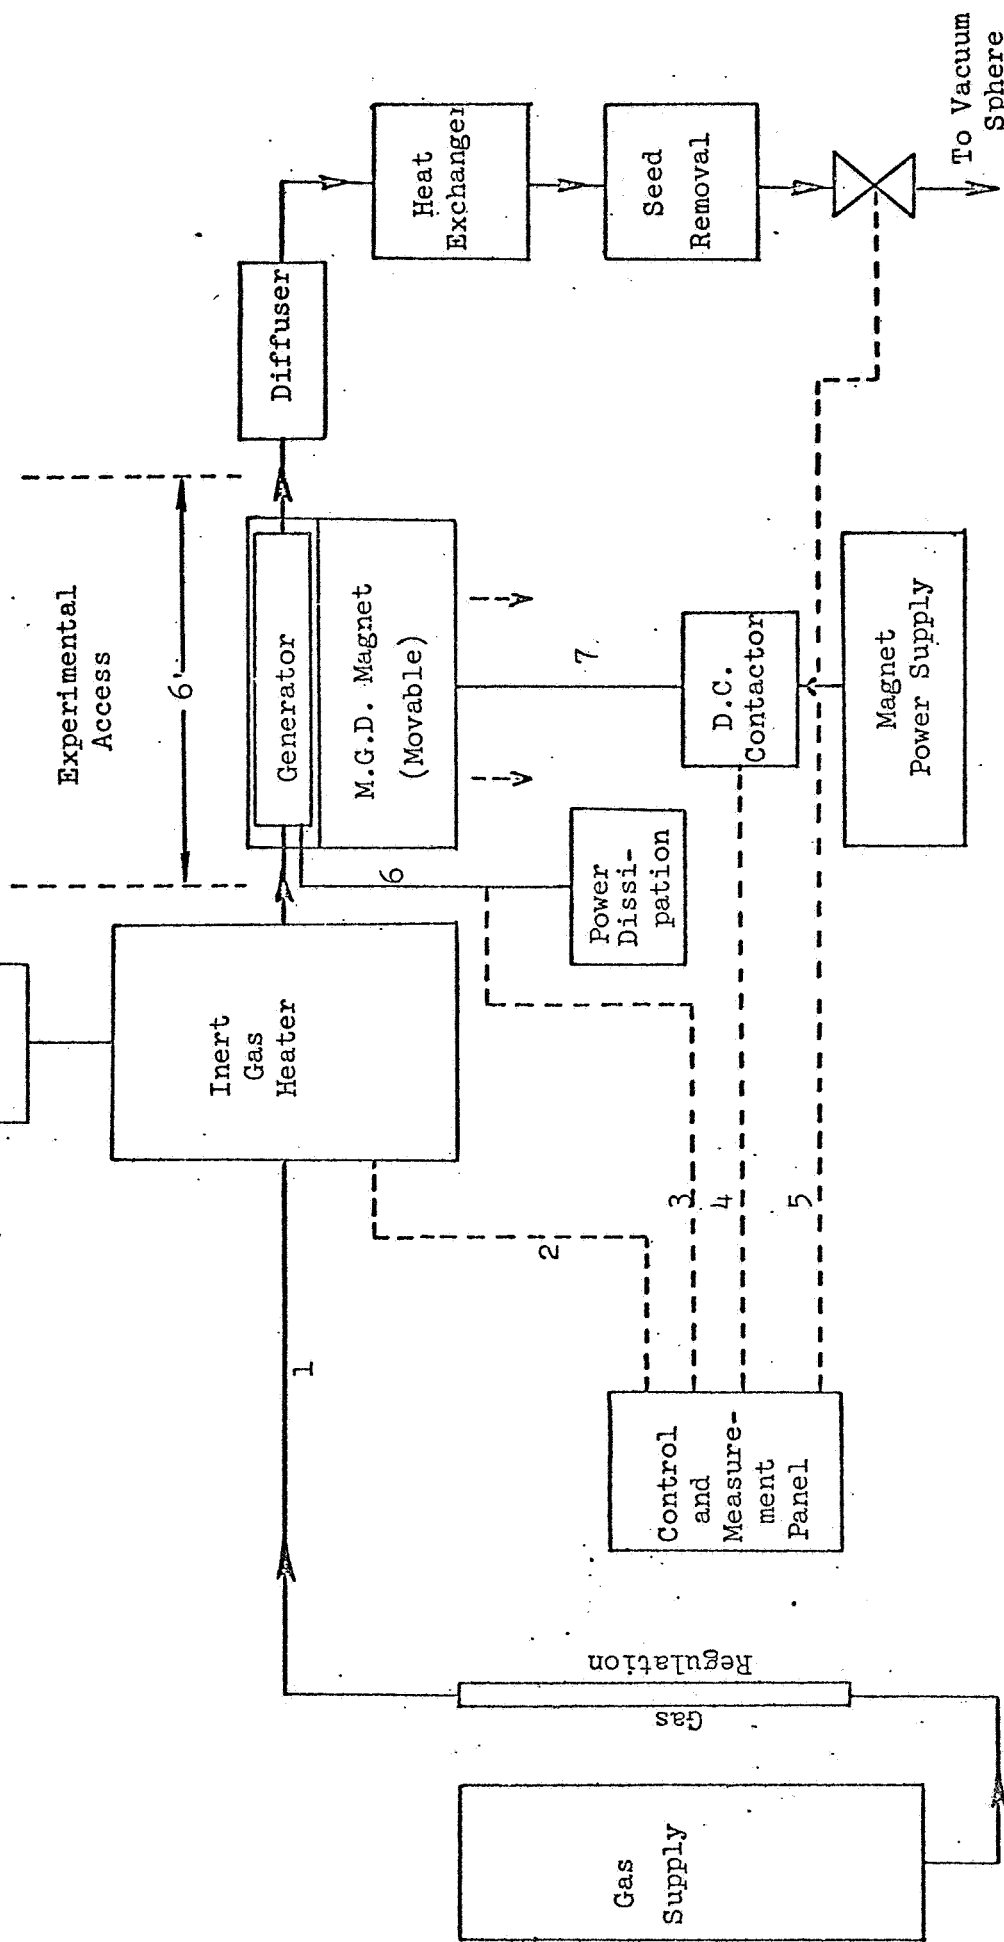 Experimental
Access
6'
Inert
Gas
Heater
Generator
M.G.D. Magnet
(Movable)
Diffuser
Heat
Exchanger
Seed
Removal
To Vacuum
Sphere
1
2
3
4
5
6
7
Power
Dissi-
pation
D.C.
Contactor
Magnet
Power Supply
Control
and
Measure-
ment
Panel
Gas
Regulation
Gas
Supply